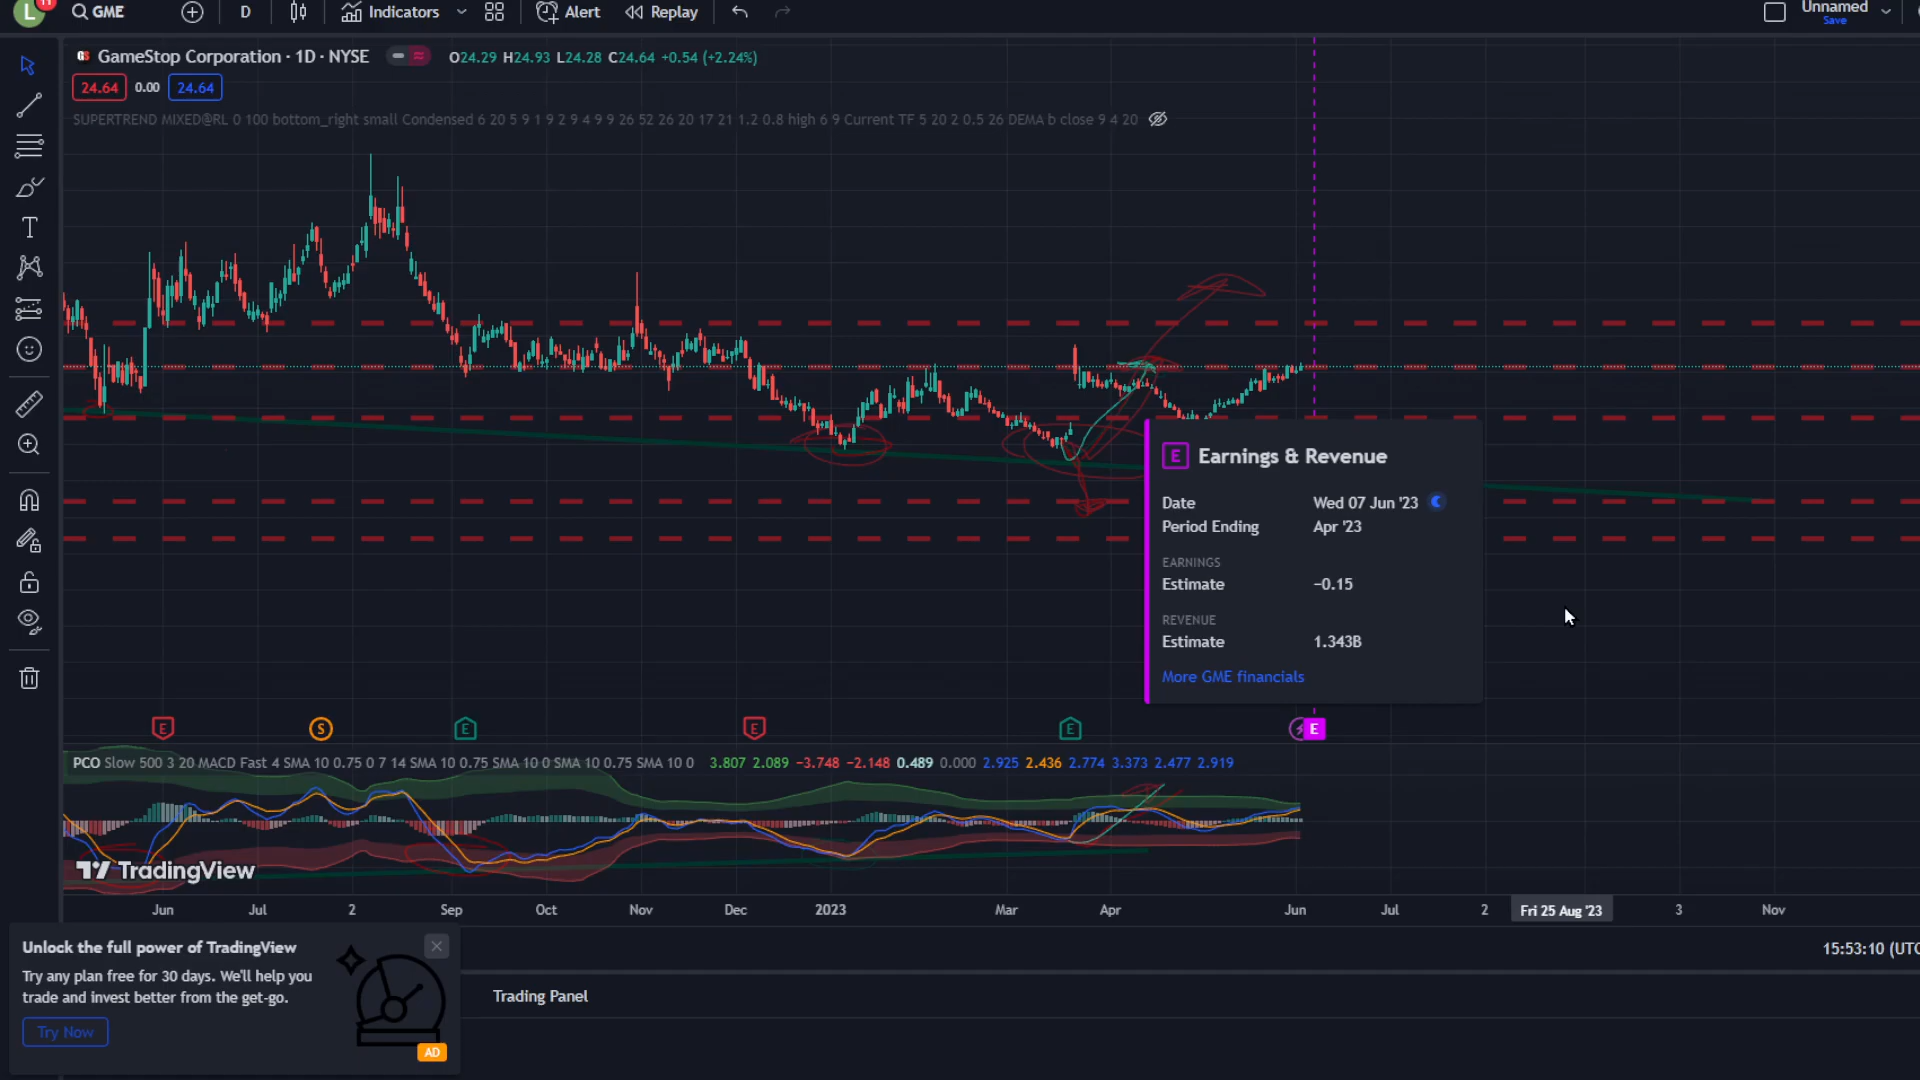 L 11 GME D Indicators Alert Replay Unnamed
Save
GameStop Corporation · 1D · NYSE O24.29 H24.93 L24.28 C24.64 +0.54 (+2.24%)
24.64 0.00 24.64
SUPERTREND MIXED@RL 0 100 bottom_right small Condensed 6 20 5 9 1 9 2 9 4 9 9 26 52 26 20 17 21 1.2 0.8 high 6 9 Current TF 5 20 2 0.5 26 DEMA b close 9 4 20
E Earnings & Revenue
Date Wed 07 Jun '23
Period Ending Apr '23
EARNINGS
Estimate −0.15
REVENUE
Estimate 1.343B
More GME financials
E S E E E E
PCO Slow 500 3 20 MACD Fast 4 SMA 10 0.75 0 7 14 SMA 10 0.75 SMA 10 0 SMA 10 0.75 SMA 10 0 3.807 2.089 −3.748 −2.148 0.489 0.000 2.925 2.436 2.774 3.373 2.477 2.919
TradingView
Jun Jul 2 Sep Oct Nov Dec 2023 Mar Apr Jun Jul 2 Fri 25 Aug '23 3 Nov
Unlock the full power of TradingView
Try any plan free for 30 days. We'll help you
trade and invest better from the get-go.
Try Now
AD
15:53:10 (UTC
Trading Panel